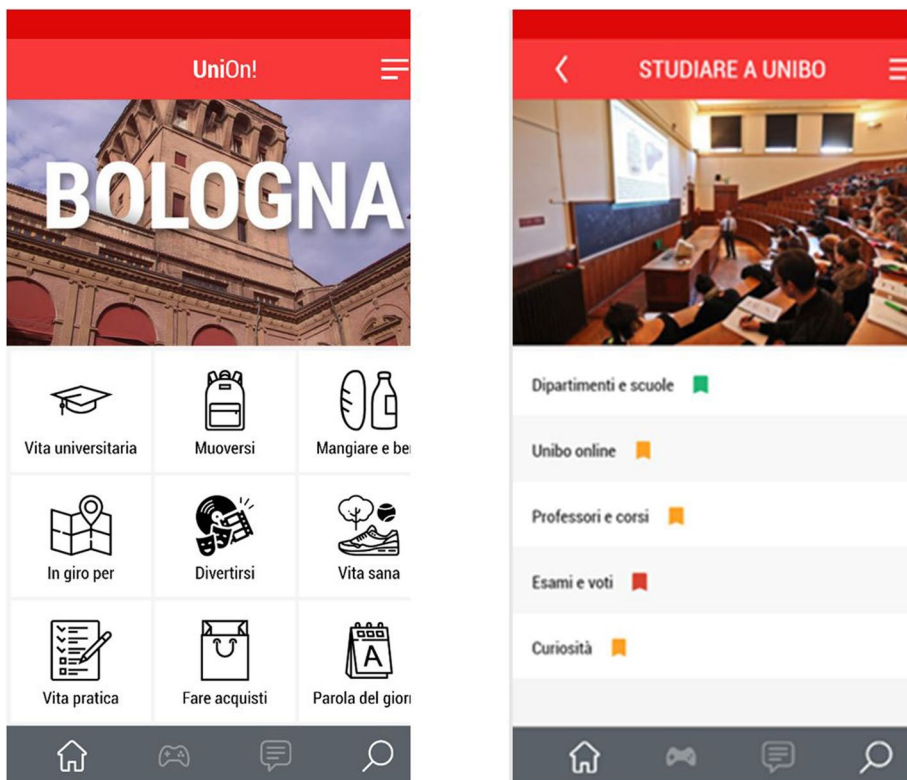 UniOn!
BOLOGNA
Vita universitaria
Muoversi
Mangiare e be
In giro per
Divertirsi
Vita sana
Vita pratica
Fare acquisti
Parola del gior
STUDIARE A UNIBO
Dipartimenti e scuole
Unibo online
Professori e corsi
Esami e voti
Curiosità